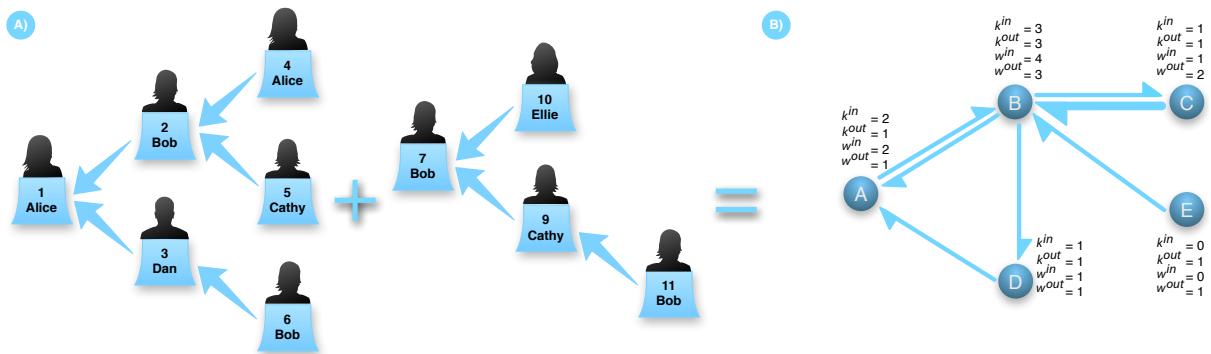 A)
4
Alice
2
Bob
1
Alice
5
Cathy
3
Dan
6
Bob
+
10
Ellie
7
Bob
9
Cathy
11
Bob
=
B)
k^in = 3
k^out = 3
w^in = 4
w^out = 3
B
k^in = 1
k^out = 1
w^in = 1
w^out = 2
C
k^in = 2
k^out = 1
w^in = 2
w^out = 1
A
E
k^in = 0
k^out = 1
w^in = 0
w^out = 1
k^in = 1
k^out = 1
w^in = 1
w^out = 1
D